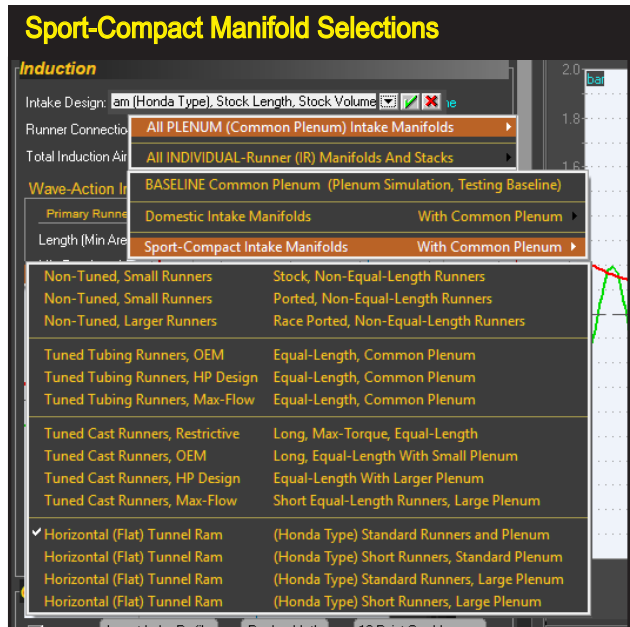 Sport-Compact Manifold Selections
Induction
2.0
bar
Intake Design: am (Honda Type), Stock Length, Stock Volume
Runner Connectio
1.8
All PLENUM (Common Plenum) Intake Manifolds
Total Induction Air
All INDIVIDUAL-Runner (IR) Manifolds And Stacks
1.6
Wave-Action In
BASELINE Common Plenum (Plenum Simulation, Testing Baseline)
Primary Runne
Domestic Intake Manifolds With Common Plenum
Length (Min Are
Sport-Compact Intake Manifolds With Common Plenum
Non-Tuned, Small Runners Stock, Non-Equal-Length Runners
Non-Tuned, Small Runners Ported, Non-Equal-Length Runners
Non-Tuned, Larger Runners Race Ported, Non-Equal-Length Runners
Tuned Tubing Runners, OEM Equal-Length, Common Plenum
Tuned Tubing Runners, HP Design Equal-Length, Common Plenum
Tuned Tubing Runners, Max-Flow Equal-Length, Common Plenum
Tuned Cast Runners, Restrictive Long, Max-Torque, Equal-Length
Tuned Cast Runners, OEM Long, Equal-Length With Small Plenum
Tuned Cast Runners, HP Design Equal-Length With Larger Plenum
Tuned Cast Runners, Max-Flow Short Equal-Length Runners, Large Plenum
Horizontal (Flat) Tunnel Ram (Honda Type) Standard Runners and Plenum
Horizontal (Flat) Tunnel Ram (Honda Type) Short Runners, Standard Plenum
Horizontal (Flat) Tunnel Ram (Honda Type) Standard Runners, Large Plenum
Horizontal (Flat) Tunnel Ram (Honda Type) Short Runners, Large Plenum